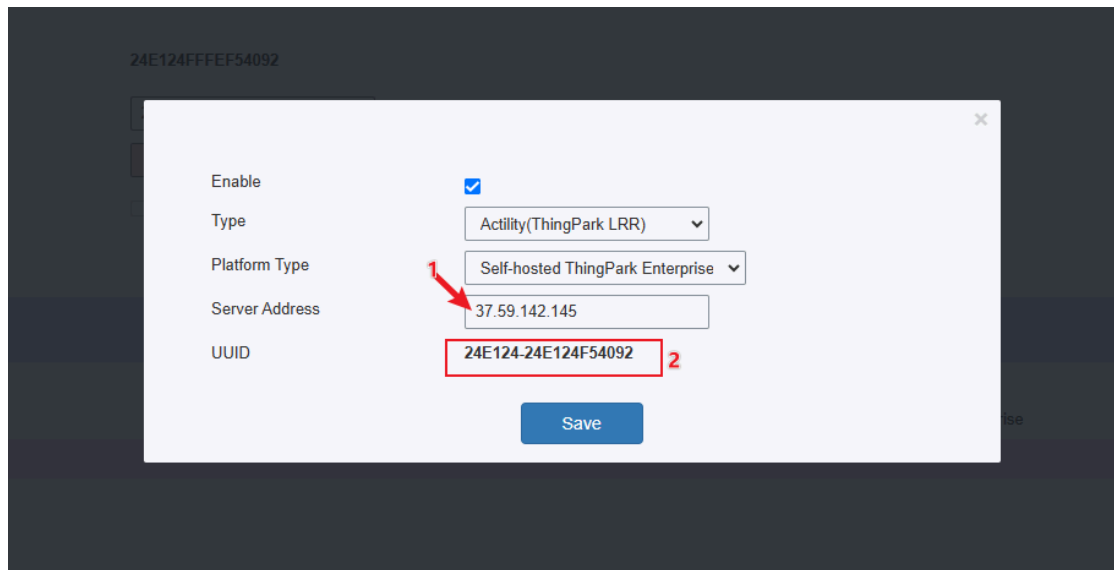 24E124FFFEF54092
×
Enable
Type Actility(ThingPark LRR)
Platform Type 1 Self-hosted ThingPark Enterprise
Server Address 37.59.142.145
UUID 24E124-24E124F54092 2
Save
rise